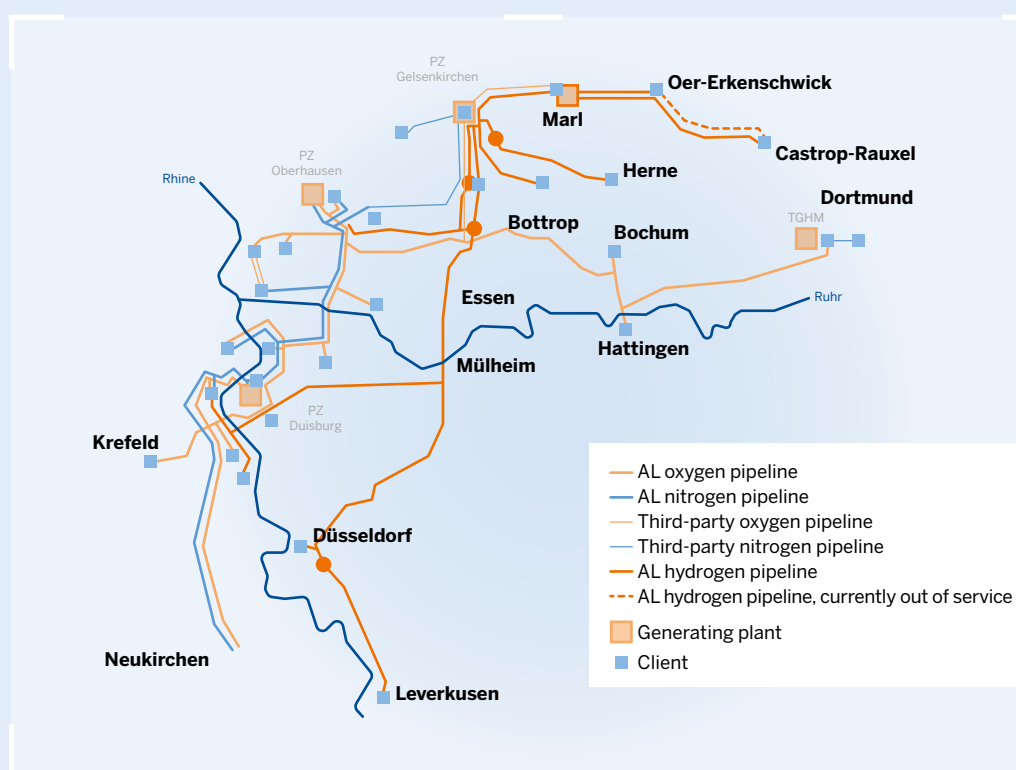 PZ
Gelsenkirchen
Oer-Erkenschwick
Marl
Castrop-Rauxel
PZ
Oberhausen
Herne
Rhine
Dortmund
TGHM
Bottrop
Bochum
Essen
Ruhr
Hattingen
Mülheim
PZ
Duisburg
Krefeld
AL oxygen pipeline
AL nitrogen pipeline
Third-party oxygen pipeline
Third-party nitrogen pipeline
AL hydrogen pipeline
AL hydrogen pipeline, currently out of service
Generating plant
Client
Düsseldorf
Neukirchen
Leverkusen